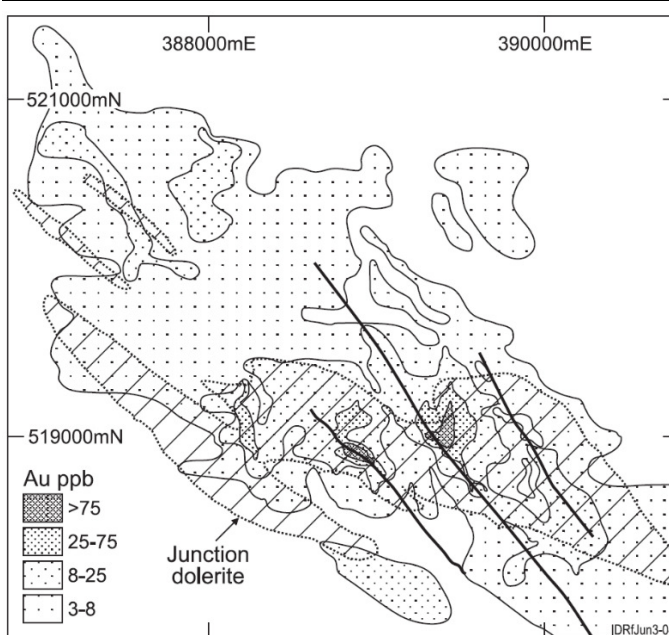 388000mE 390000mE
521000mN
519000mN
Au ppb
>75
25-75
8-25
3-8
Junction
dolerite